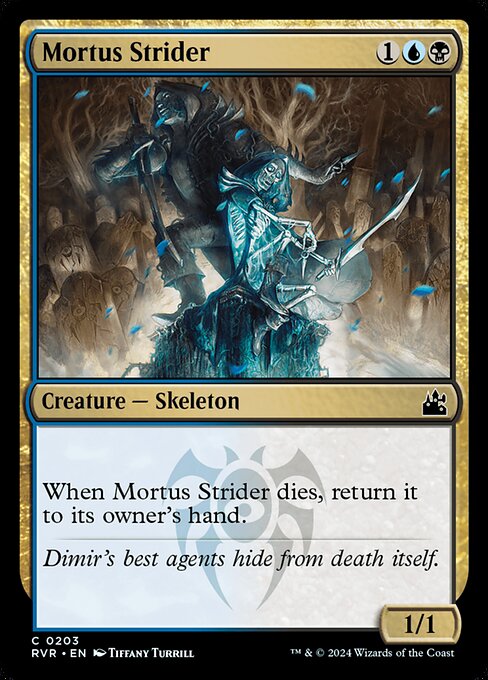 Mortus Strider 1
Creature — Skeleton
When Mortus Strider dies, return it
to its owner's hand.
Dimir's best agents hide from death itself.
1/1
C 0203
RVR • EN Tiffany Turrill ™ & © 2024 Wizards of the Coast